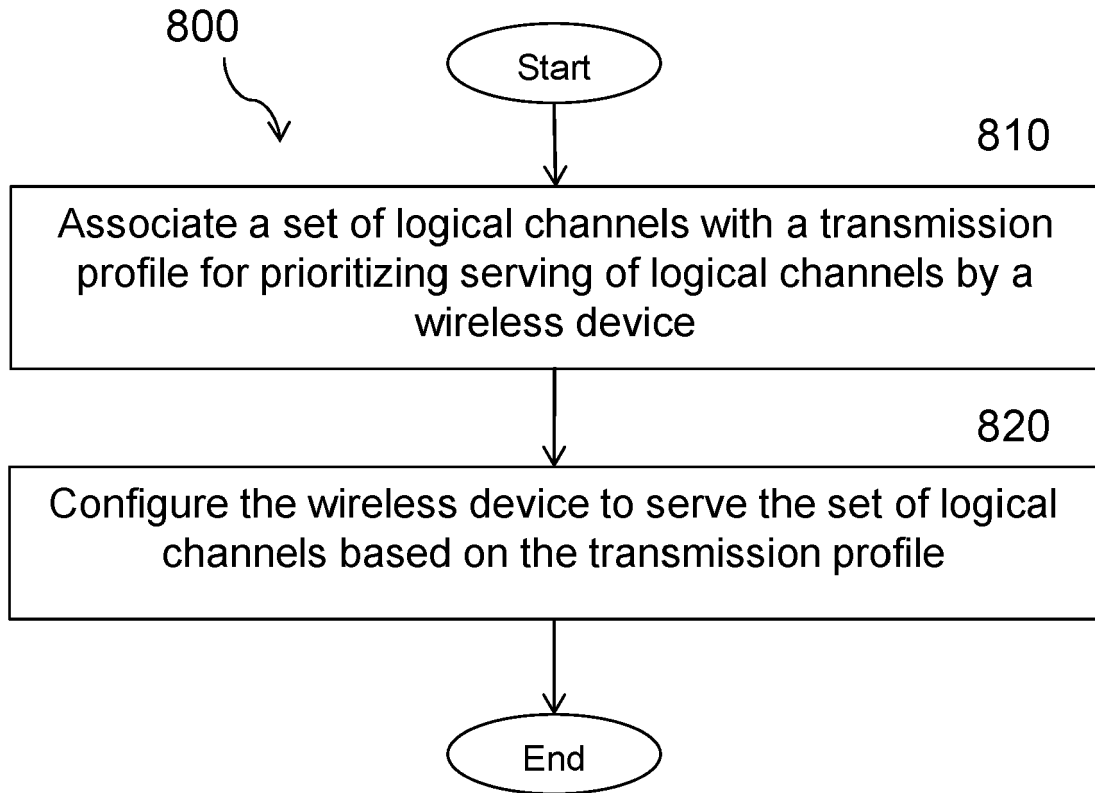 800
Start
810
Associate a set of logical channels with a transmission
profile for prioritizing serving of logical channels by a
wireless device
820
Configure the wireless device to serve the set of logical
channels based on the transmission profile
End